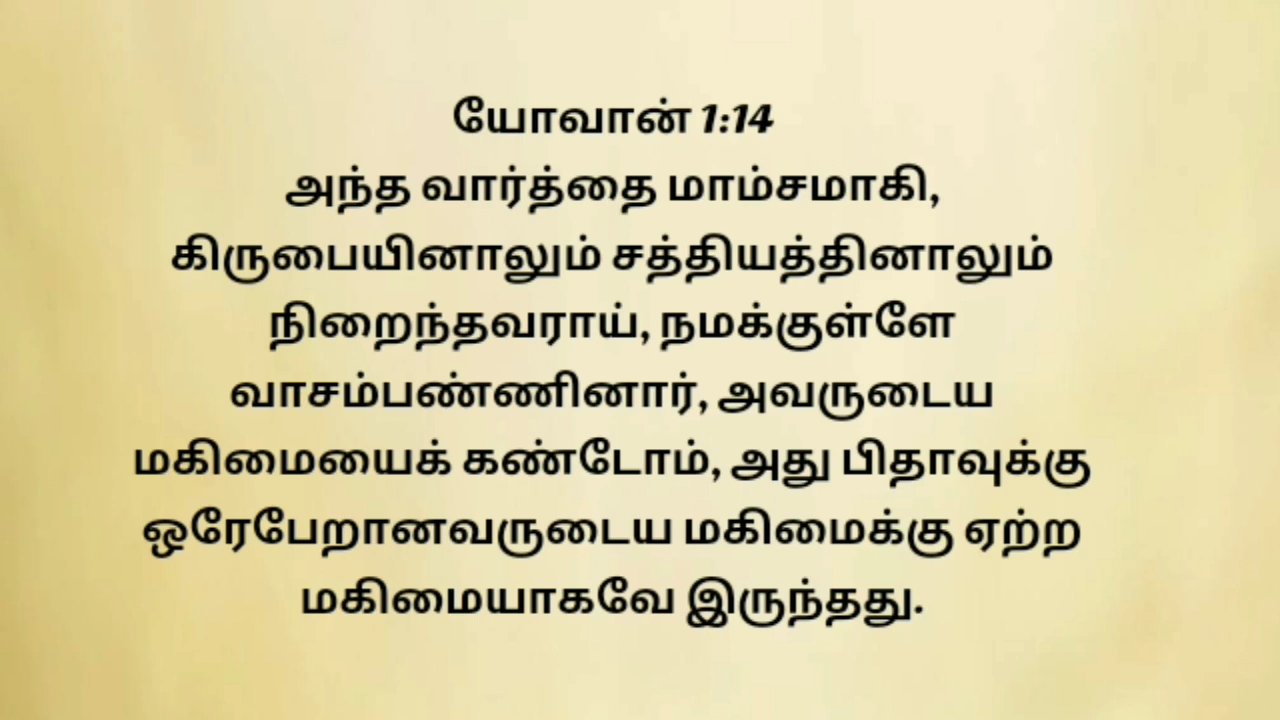 யோவான் 1:14
அந்த வார்த்தை மாம்சமாகி,
கிருபையினாலும் சத்தியத்தினாலும்
நிறைந்தவராய், நமக்குள்ளே
வாசம்பண்ணினார், அவருடைய
மகிமையைக் கண்டோம், அது பிதாவுக்கு
ஒரேபேறானவருடைய மகிமைக்கு ஏற்ற
மகிமையாகவே இருந்தது.